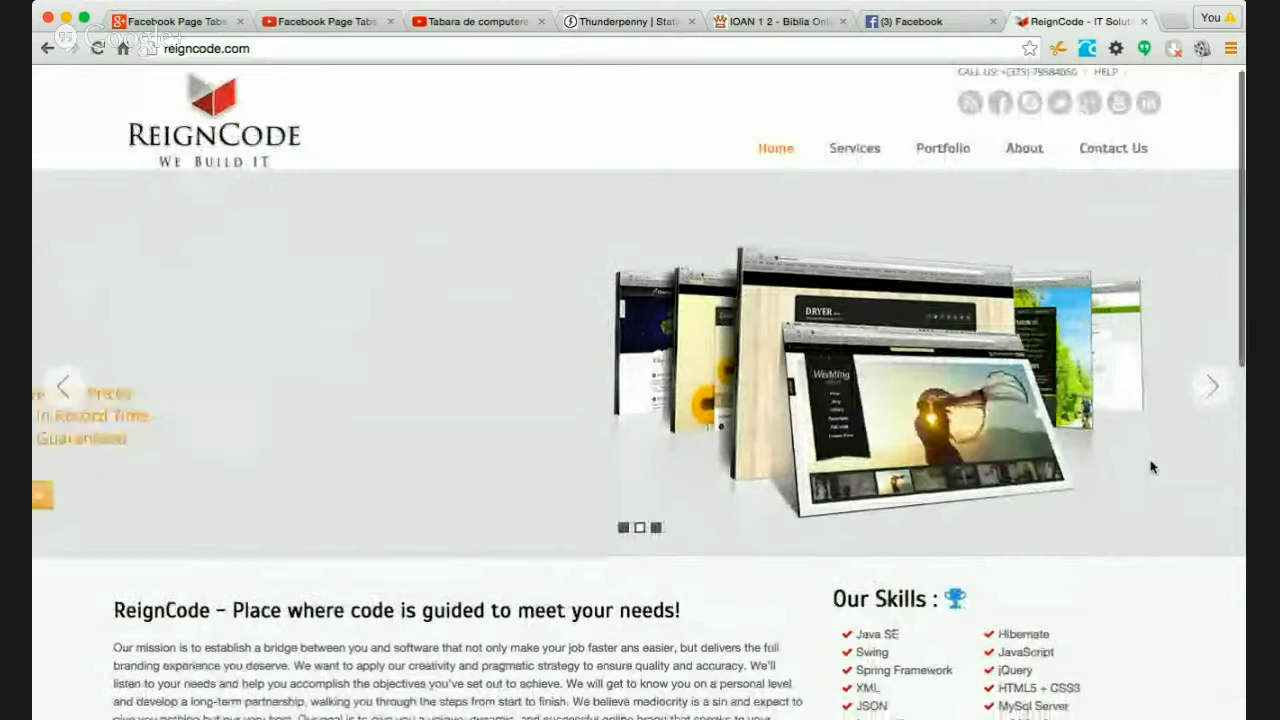 Facebook Page Tabs
Facebook Page Tabs
Tabara de computere
Thunderpenny | Stati
IOAN 1 2 - Biblia Onli
(3) Facebook
ReignCode - IT Solut
You
Google+
reigncode.com
HELP
REIGNCODE
WE BUILD IT
Home
Services
Portfolio
About
Contact Us
DRYER
Wedding
Prices
In Record Time
Guaranteed
ReignCode - Place where code is guided to meet your needs!
Our mission is to establish a bridge between you and software that not only make your job faster ans easier, but delivers the full
branding experience you deserve. We want to apply our creativity and pragmatic strategy to ensure quality and accuracy. We'll
listen to your needs and help you accomplish the objectives you've set out to achieve. We will get to know you on a personal level
and develop a long-term partnership, walking you through the steps from start to finish. We believe mediocrity is a sin and expect to
Our Skills :
Java SE
Swing
Spring Framework
XML
JSON
Hibernate
JavaScript
jQuery
HTML5 + CSS3
MySql Server